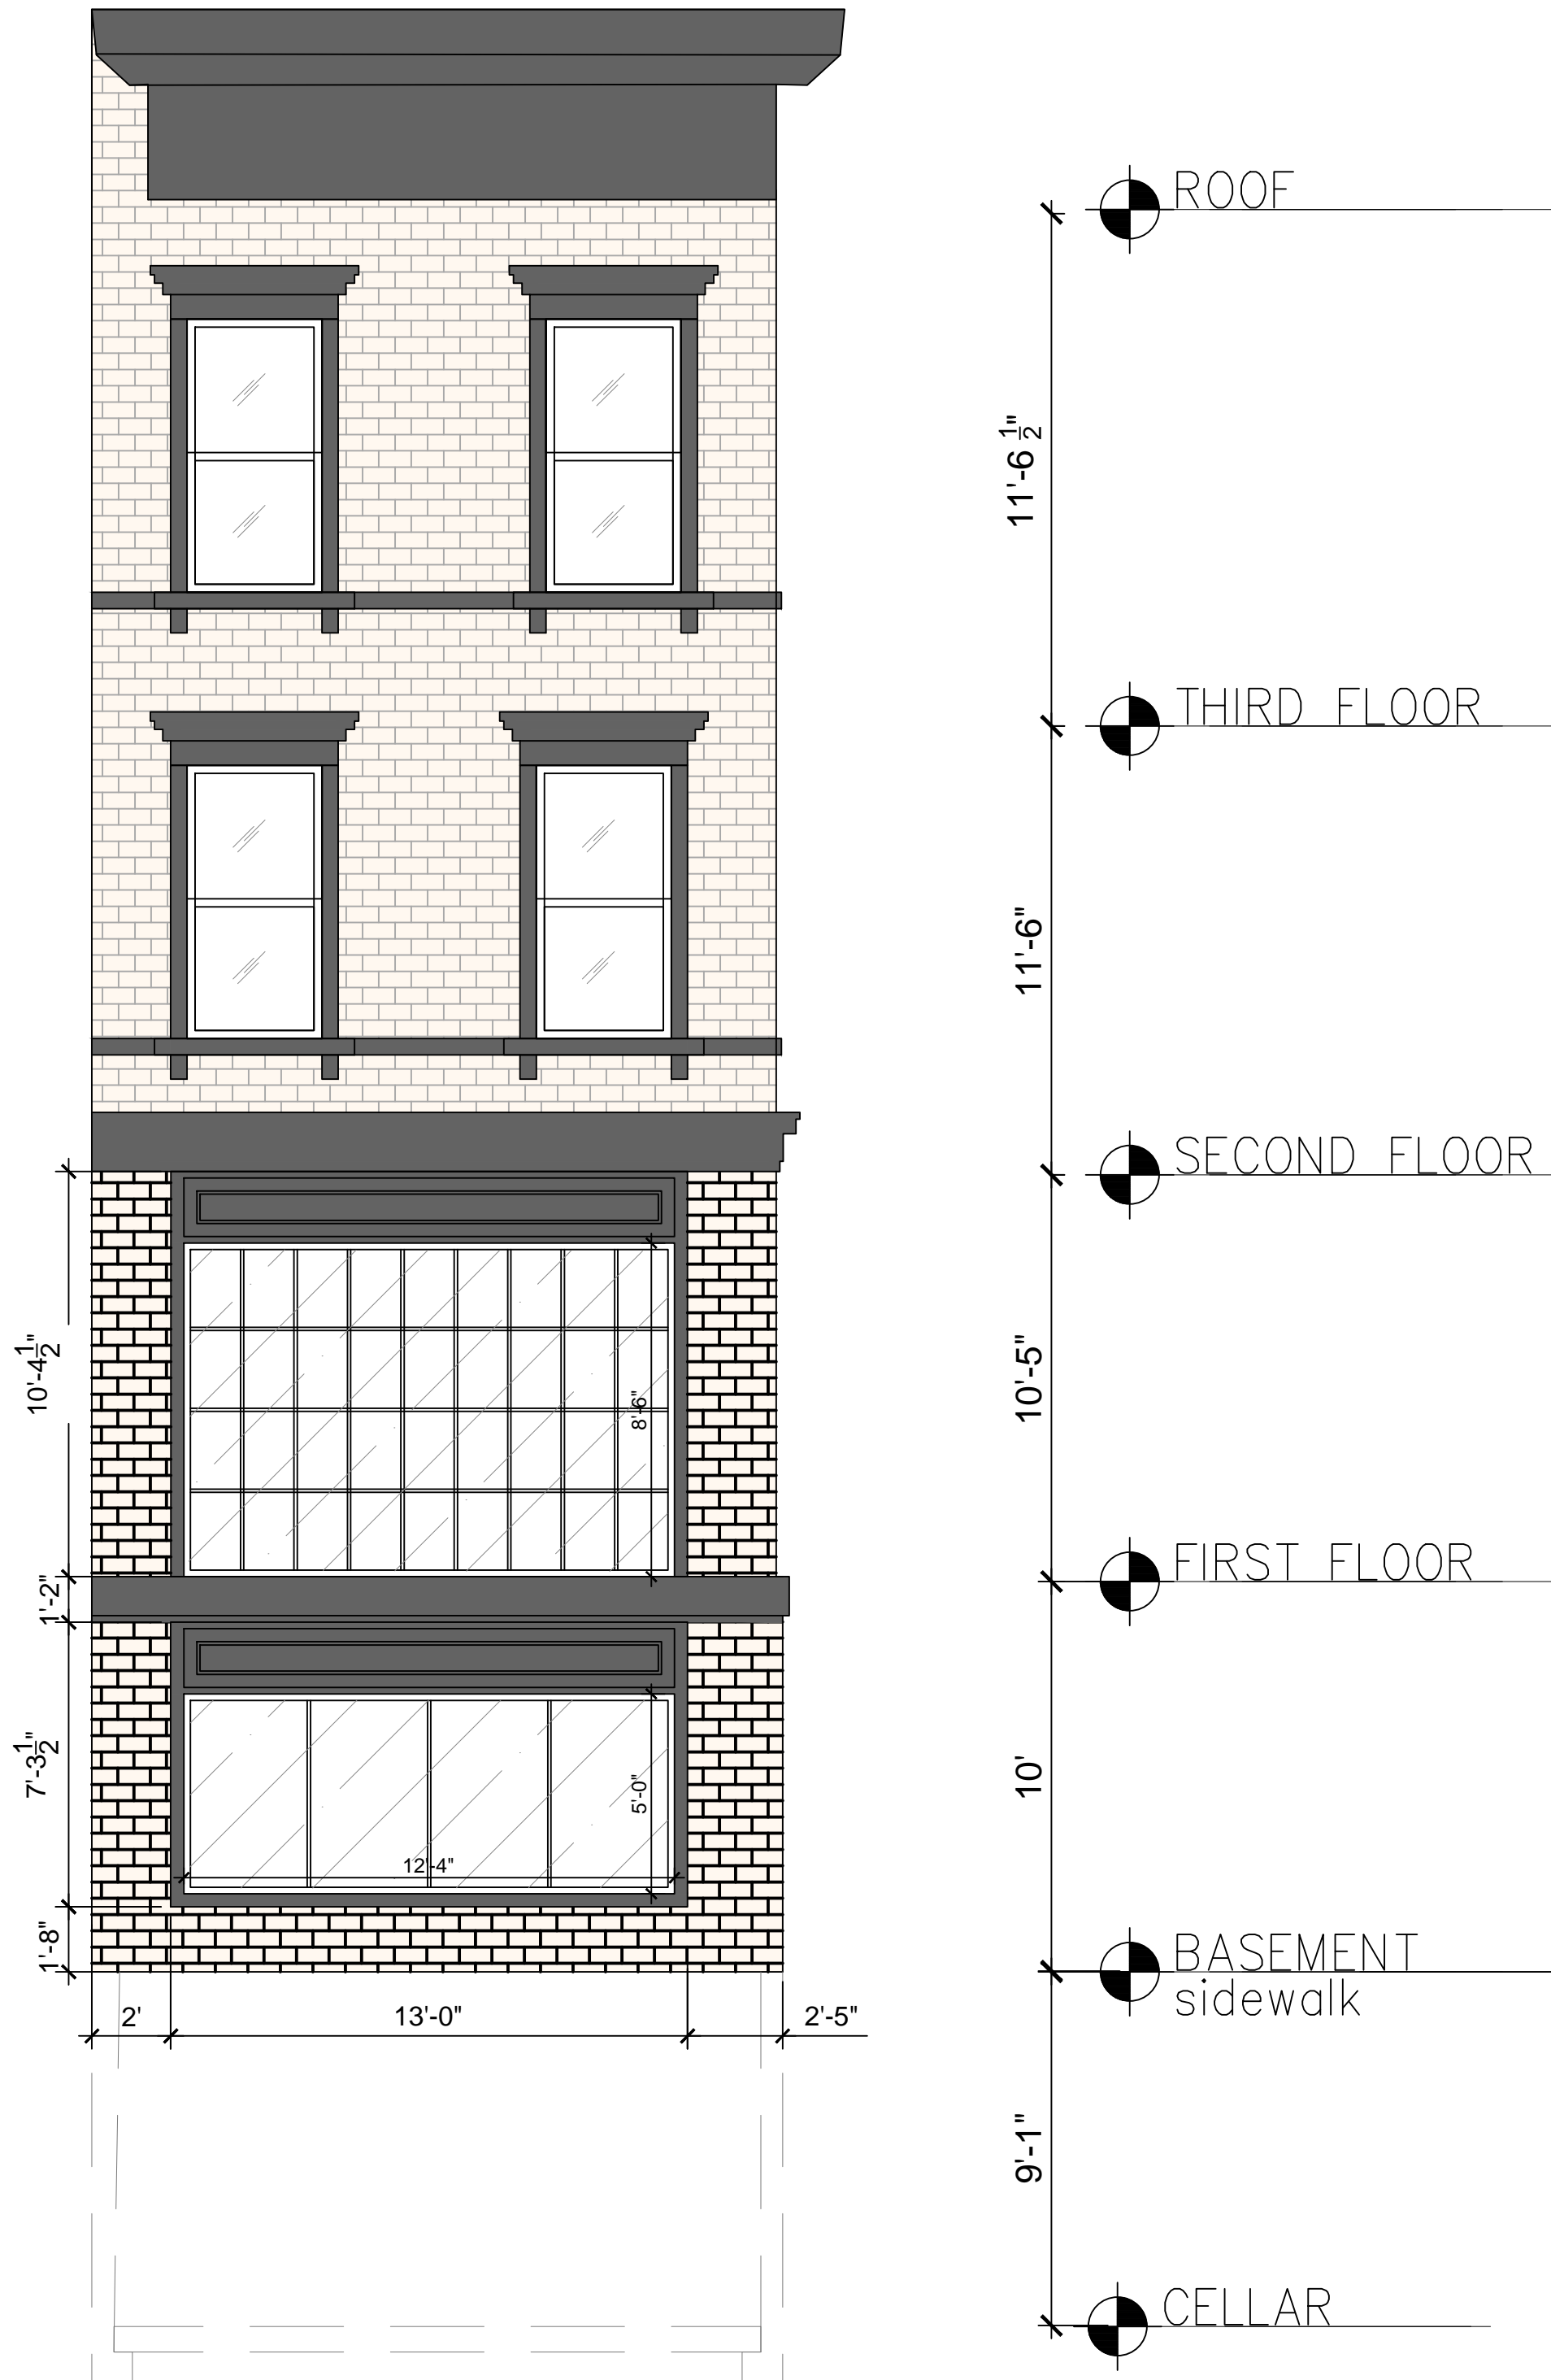 ROOF
11'-6 1/2"
THIRD FLOOR
11'-6"
SECOND FLOOR
10'-4 1/2"
8'-6"
10'-5"
FIRST FLOOR
1'-2"
7'-3 1/2"
5'-0"
10'
12'-4"
1'-8"
BASEMENT
sidewalk
2'
13'-0"
2'-5"
9'-1"
CELLAR